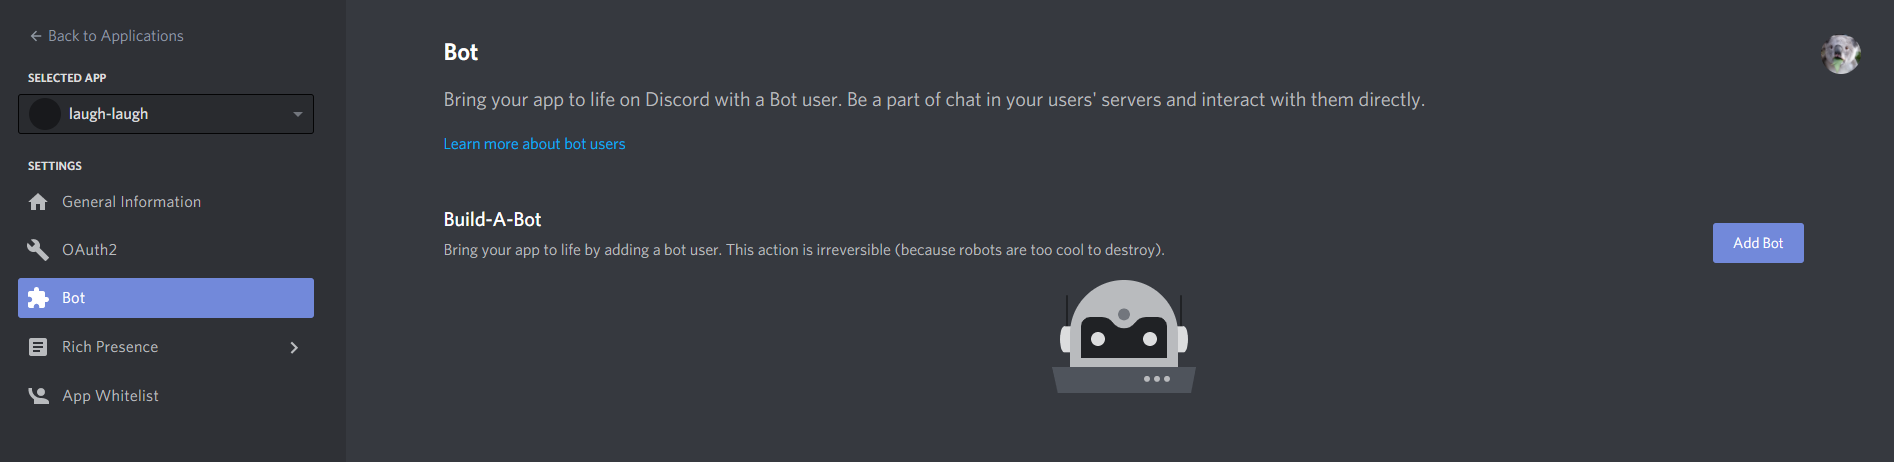 Back to Applications
SELECTED APP
laugh-laugh
SETTINGS
General Information
OAuth2
Bot
Rich Presence
App Whitelist
Bot
Bring your app to life on Discord with a Bot user. Be a part of chat in your users' servers and interact with them directly.
Learn more about bot users
Build-A-Bot
Bring your app to life by adding a bot user. This action is irreversible (because robots are too cool to destroy).
Add Bot